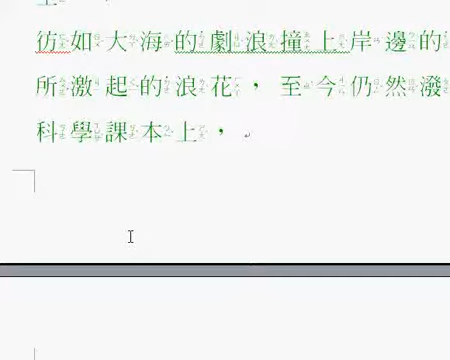 彷如大海的劇浪撞上岸邊的
所激起的浪花，至今仍然潑
科學課本上，